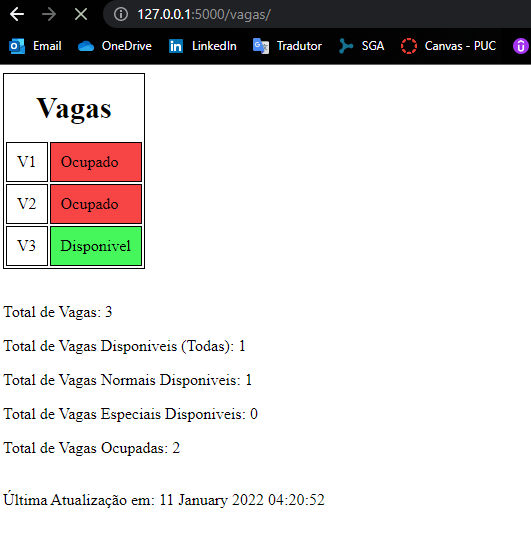 127.0.0.1:5000/vagas/
Email OneDrive LinkedIn Tradutor SGA Canvas - PUC
Vagas
V1 Ocupado
V2 Ocupado
V3 Disponivel
Total de Vagas: 3
Total de Vagas Disponiveis (Todas): 1
Total de Vagas Normais Disponiveis: 1
Total de Vagas Especiais Disponiveis: 0
Total de Vagas Ocupadas: 2
Última Atualização em: 11 January 2022 04:20:52